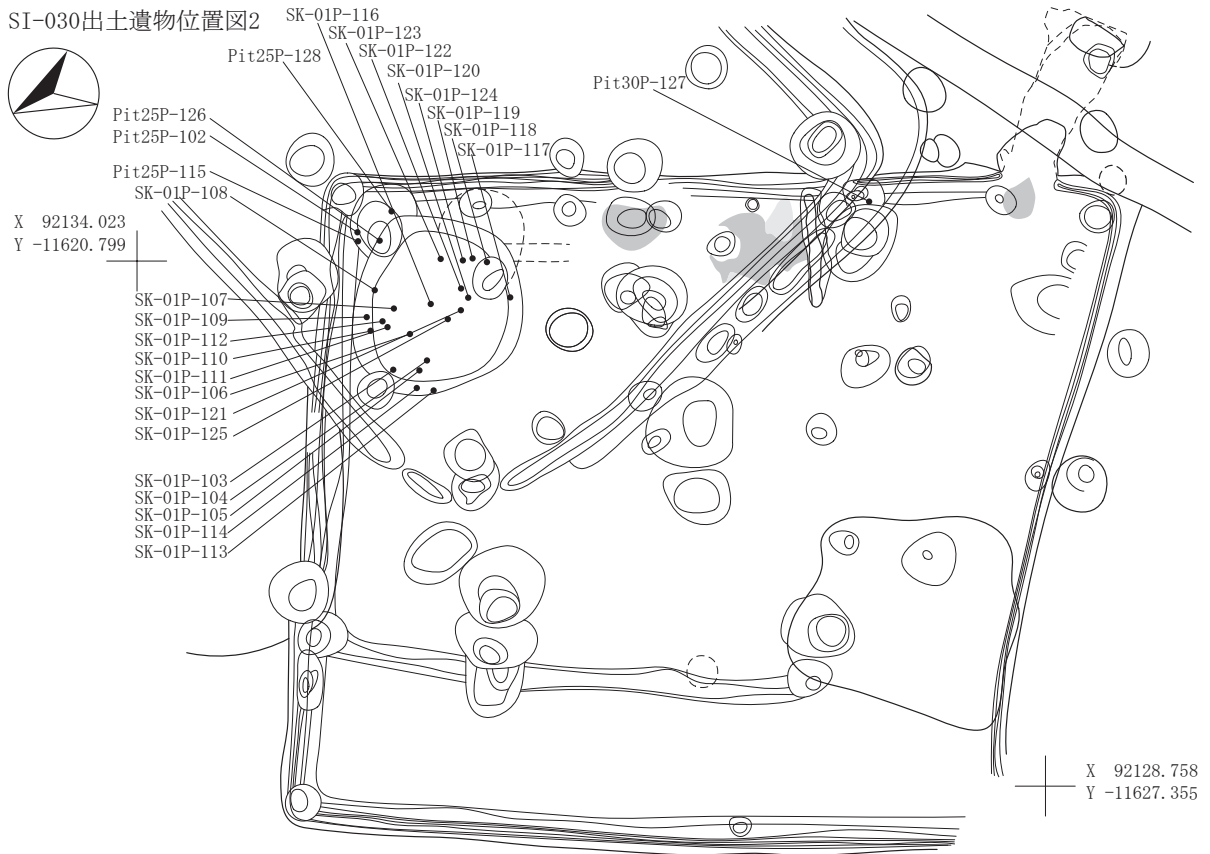 SI-030出土遺物位置図2
SK-01P-116
SK-01P-123
SK-01P-122
SK-01P-120
SK-01P-124
SK-01P-119
SK-01P-118
SK-01P-117
Pit25P-128
Pit30P-127
Pit25P-126
Pit25P-102
Pit25P-115
SK-01P-108
X 92134.023
Y -11620.799
SK-01P-107
SK-01P-109
SK-01P-112
SK-01P-110
SK-01P-111
SK-01P-106
SK-01P-121
SK-01P-125
SK-01P-103
SK-01P-104
SK-01P-105
SK-01P-114
SK-01P-113
X 92128.758
Y -11627.355